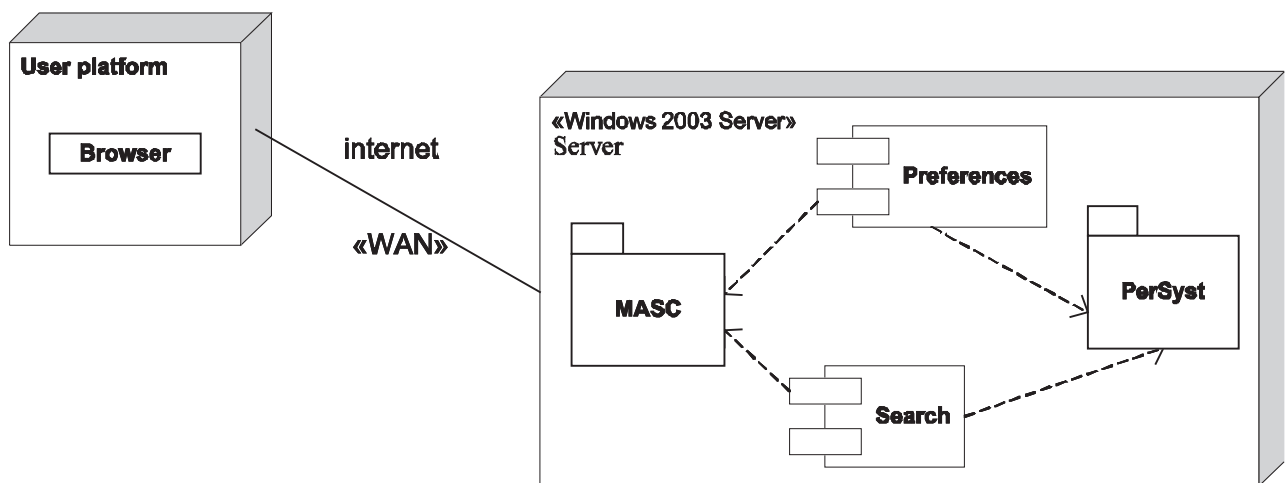 User platform
Browser
internet
«WAN»
«Windows 2003 Server»
Server
Preferences
MASC
PerSyst
Search